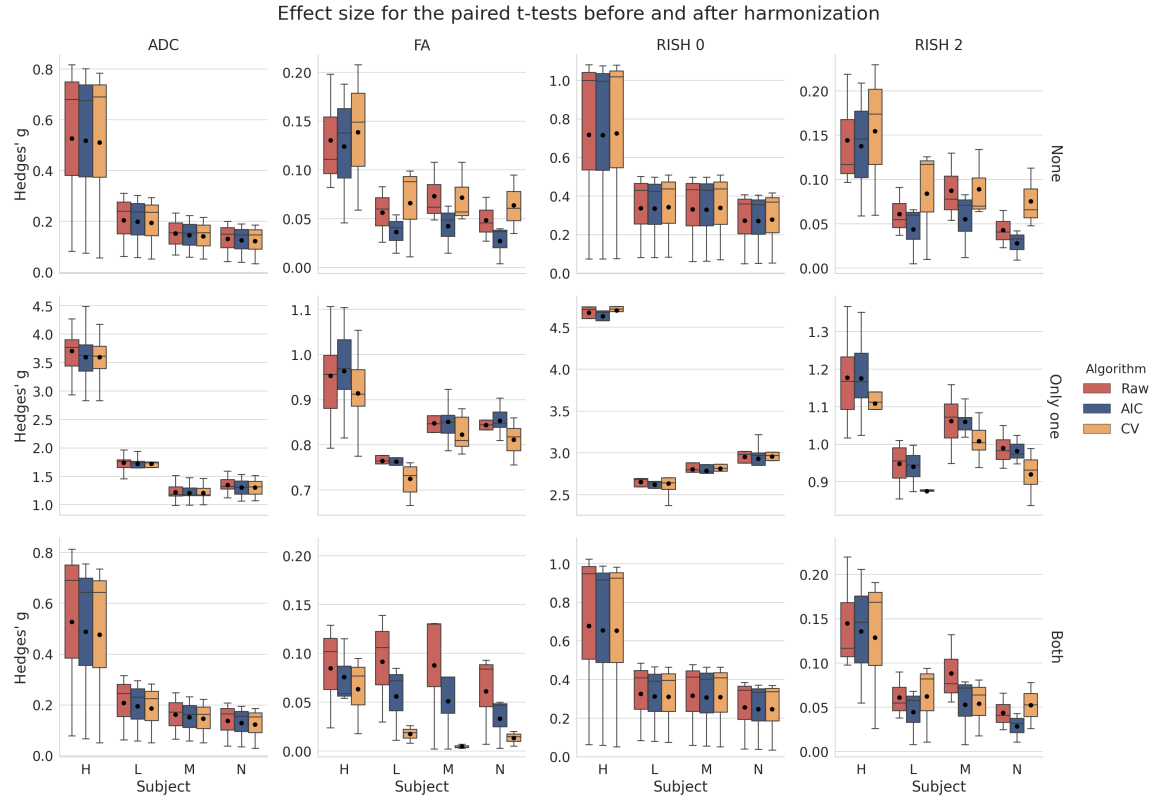 Effect size for the paired t-tests before and after harmonization
ADC FA RISH 0 RISH 2
0.8 0.6 0.4 0.2 0.0
Hedges' g
0.20 0.15 0.10 0.05 0.00
1.0 0.8 0.6 0.4 0.2 0.0
0.20 0.15 0.10 0.05 0.00
None
4.5 4.0 3.5 3.0 2.5 2.0 1.5 1.0
Hedges' g
1.1 1.0 0.9 0.8 0.7
4.5 4.0 3.5 3.0 2.5
1.3 1.2 1.1 1.0 0.9
Only one
Algorithm
Raw
AIC
CV
0.8 0.6 0.4 0.2 0.0
Hedges' g
0.20 0.15 0.10 0.05 0.00
1.0 0.8 0.6 0.4 0.2 0.0
0.20 0.15 0.10 0.05 0.00
Both
H L M N H L M N H L M N H L M N
Subject Subject Subject Subject